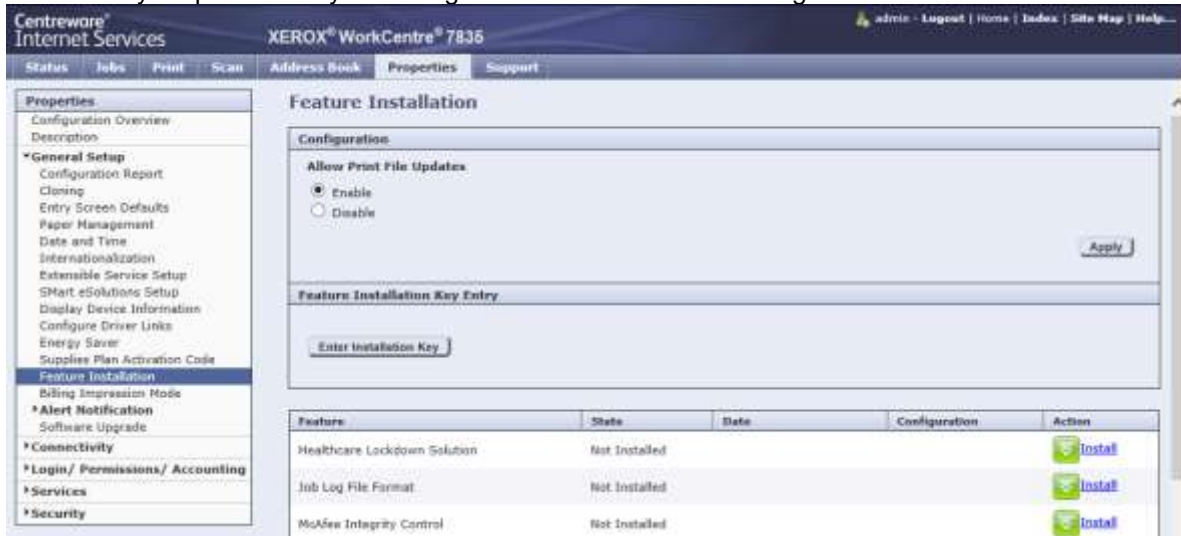 Centreware®
Internet Services
XEROX® WorkCentre® 7835
admin - Logout | Home | Index | Site Map | Help
Status Jobs Print Scan Address Book Properties Support
Properties
Configuration Overview
Description
General Setup
Configuration Report
Cloning
Entry Screen Defaults
Paper Management
Date and Time
Internationalization
Extensible Service Setup
SMart eSolutions Setup
Display Device Information
Configure Driver Links
Energy Saver
Supplies Plan Activation Code
Feature Installation
Billing Impression Mode
Alert Notification
Software Upgrade
Connectivity
Login/ Permissions/ Accounting
Services
Security
Feature Installation
Configuration
Allow Print File Updates
Enable
Disable
Apply
Feature Installation Key Entry
Enter Installation Key
Feature State Date Configuration Action
Healthcare Lockdown Solution Not Installed Install
Job Log File Format Not Installed Install
McAfee Integrity Control Not Installed Install